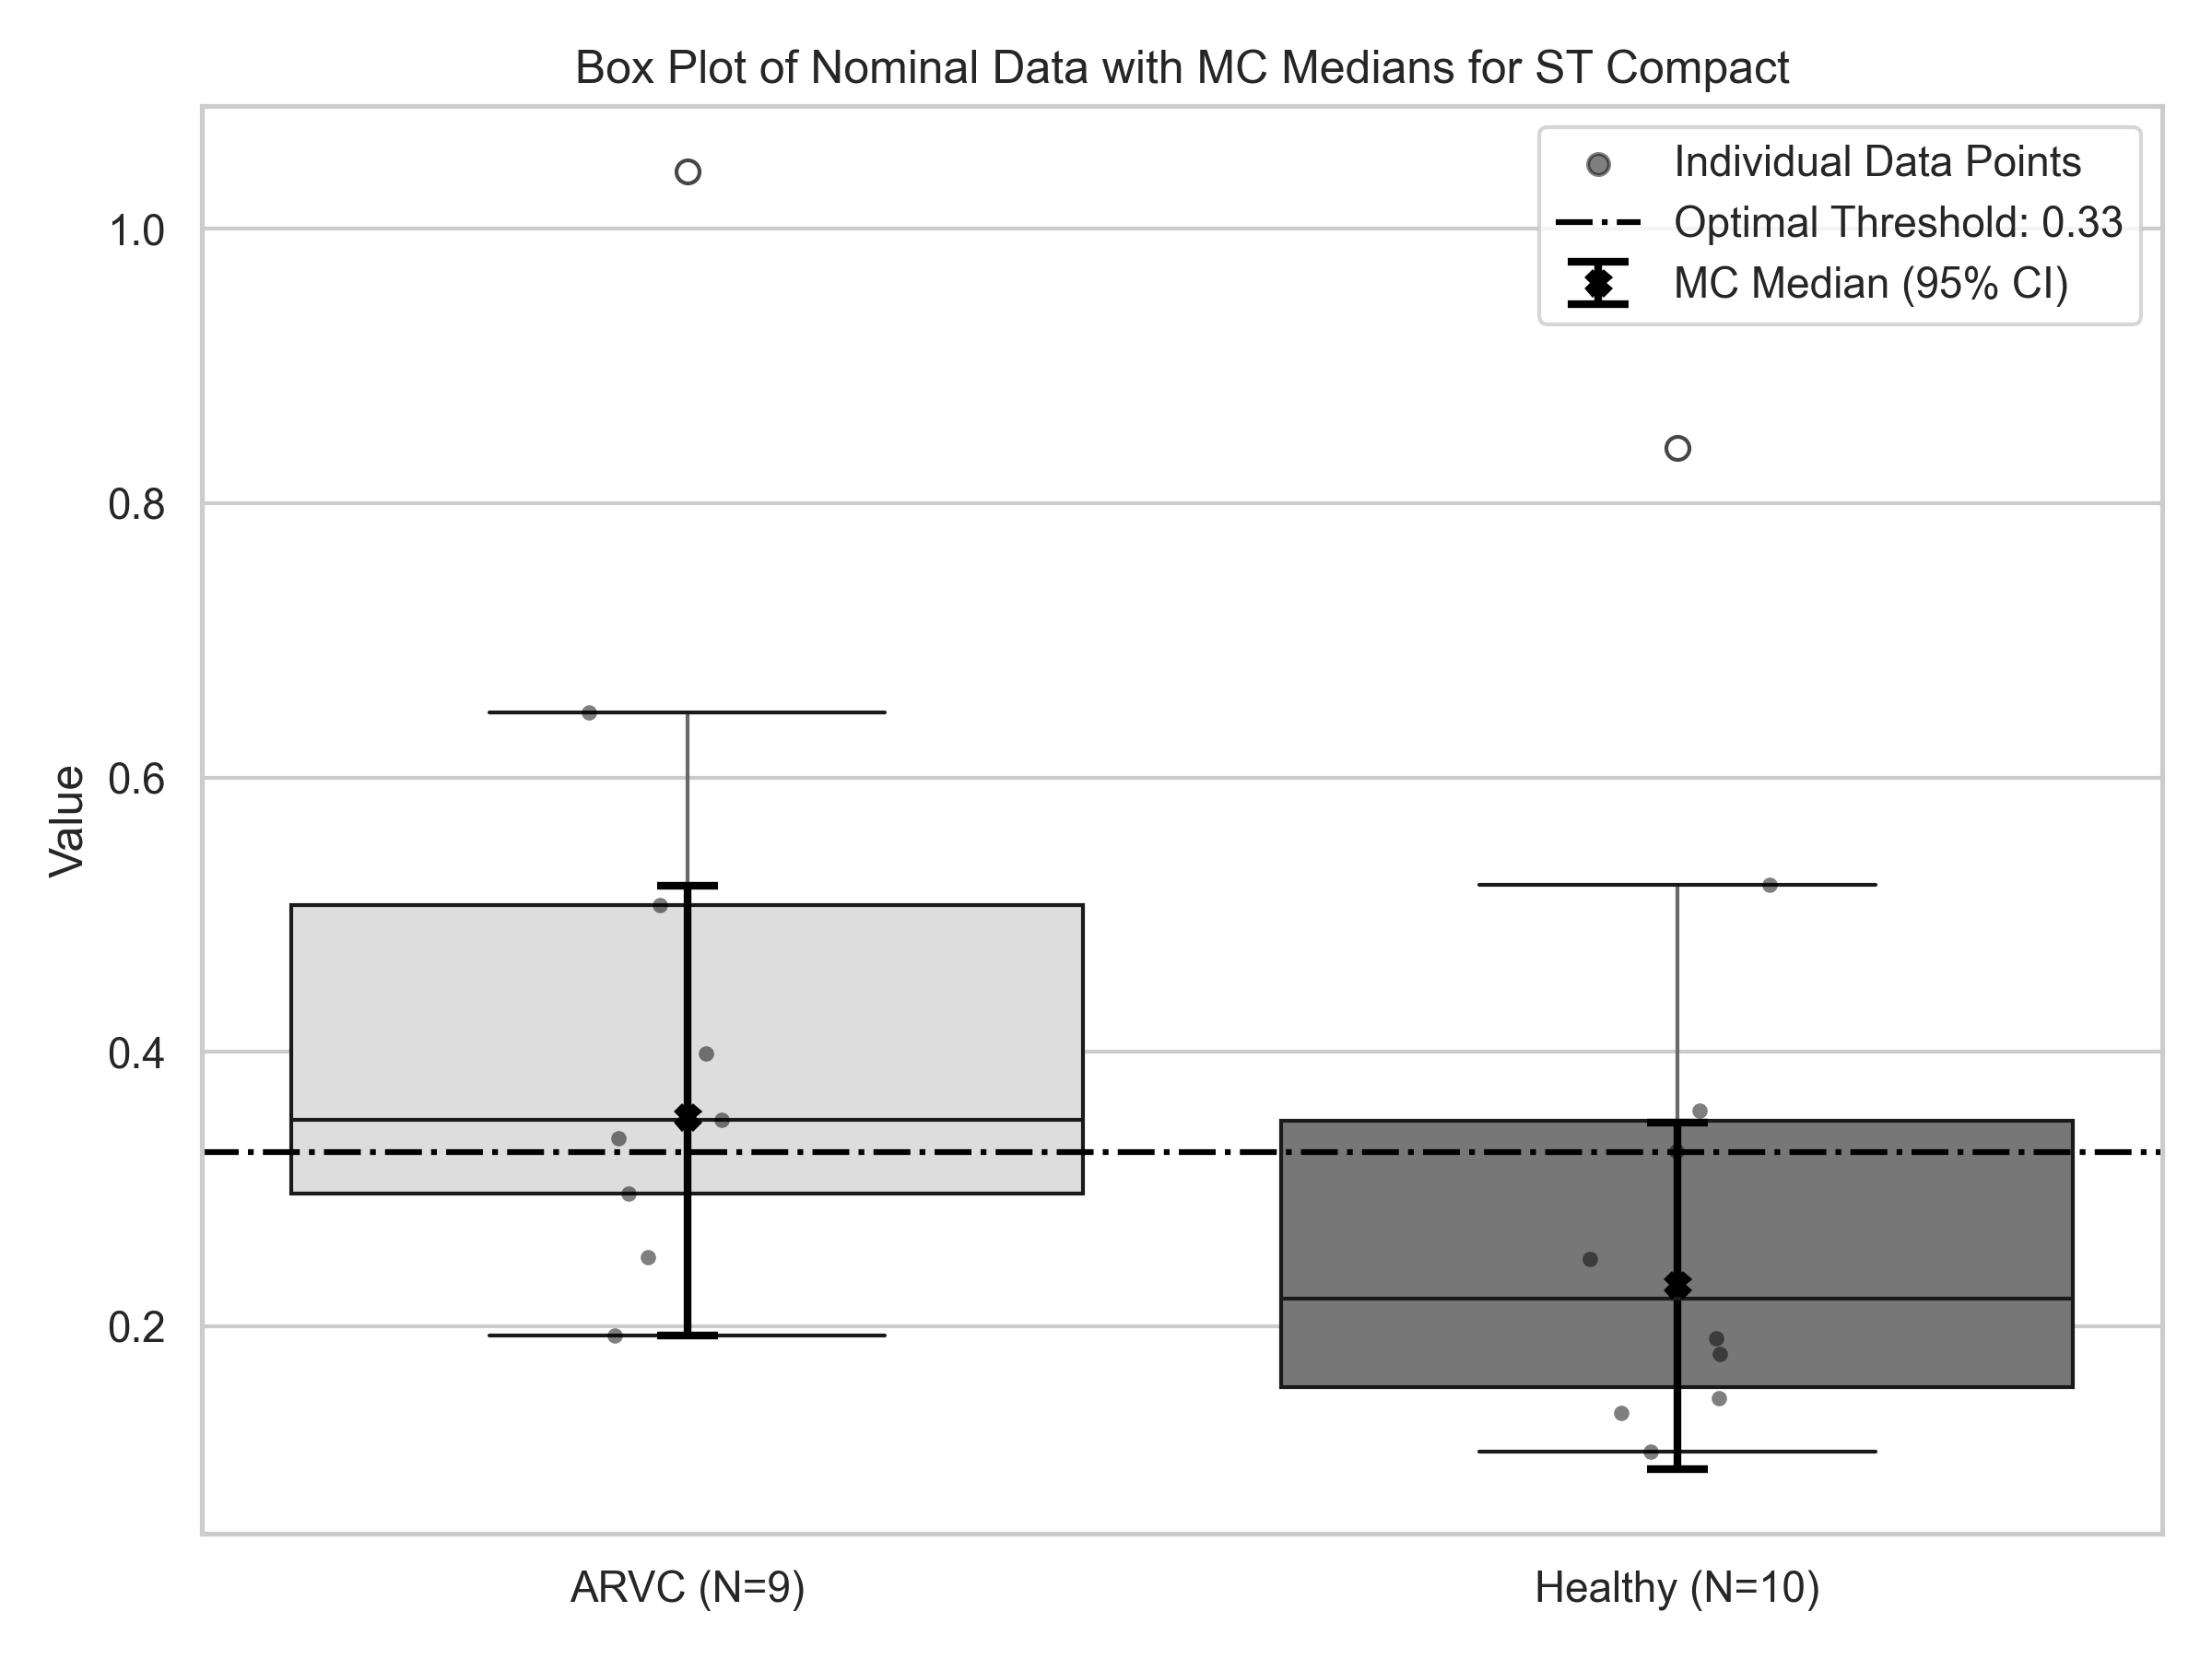 Box Plot of Nominal Data with MC Medians for ST Compact
Individual Data Points
Optimal Threshold: 0.33
MC Median (95% CI)
Value
1.0
0.8
0.6
0.4
0.2
ARVC (N=9)
Healthy (N=10)